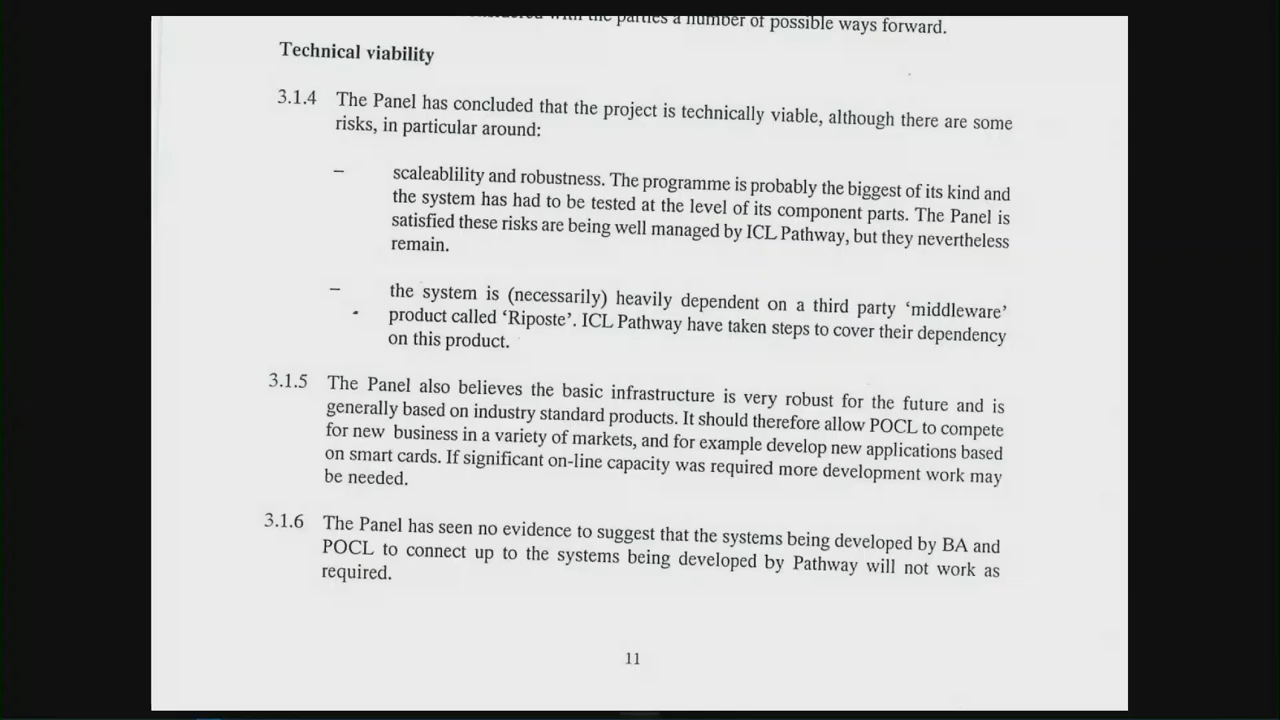 with the parties a number of possible ways forward.
Technical viability
3.1.4 The Panel has concluded that the project is technically viable, although there are some
risks, in particular around:
– scaleablility and robustness. The programme is probably the biggest of its kind and
the system has had to be tested at the level of its component parts. The Panel is
satisfied these risks are being well managed by ICL Pathway, but they nevertheless
remain.
– the system is (necessarily) heavily dependent on a third party ‘middleware’
product called ‘Riposte’. ICL Pathway have taken steps to cover their dependency
on this product.
3.1.5 The Panel also believes the basic infrastructure is very robust for the future and is
generally based on industry standard products. It should therefore allow POCL to compete
for new business in a variety of markets, and for example develop new applications based
on smart cards. If significant on-line capacity was required more development work may
be needed.
3.1.6 The Panel has seen no evidence to suggest that the systems being developed by BA and
POCL to connect up to the systems being developed by Pathway will not work as
required.
11